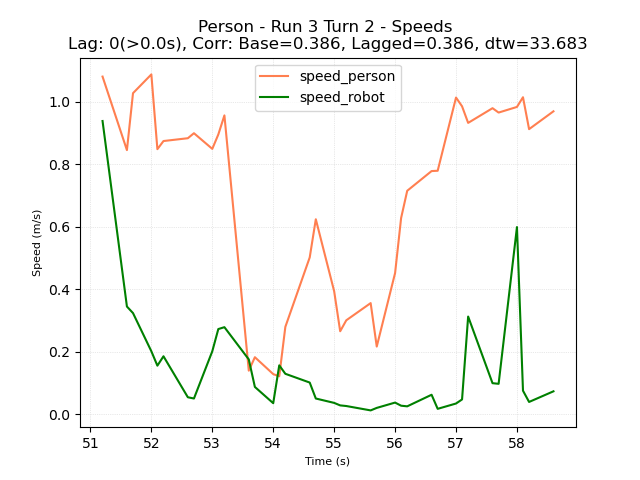 Person - Run 3 Turn 2 - Speeds
Lag: 0(>0.0s), Corr: Base=0.386, Lagged=0.386, dtw=33.683
speed_person
speed_robot
Speed (m/s)
1.0
0.8
0.6
0.4
0.2
0.0
51 52 53 54 55 56 57 58
Time (s)